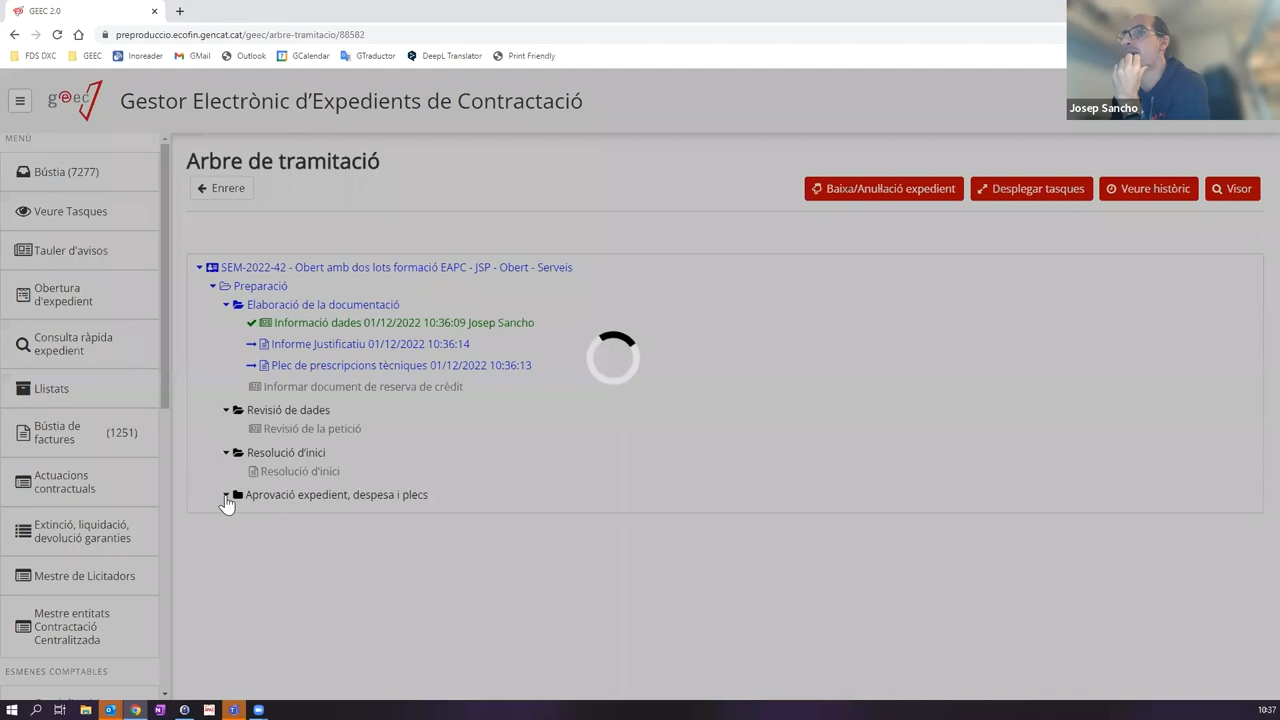 GEEC 2.0
preproduccio.ecofin.gencat.cat/geec/arbre-tramitacio/88582
FDS DXC
GEEC
Inoreader
GMail
Outlook
GCalendar
GTraductor
DeepL Translator
Print Friendly
Josep Sancho
geec
Gestor Electrònic d'Expedients de Contractació
MENÚ
Bústia (7277)
Veure Tasques
Tauler d'avisos
Obertura
d'expedient
Consulta ràpida
expedient
Llistats
Bústia de
factures
(1251)
Actuacions
contractuals
Extinció, liquidació,
devolució garanties
Mestre de Licitadors
Mestre entitats
Contractació
Centralitzada
ESMENES COMPTABLES
Arbre de tramitació
Enrere
Baixa/Anul·lació expedient
Desplegar tasques
Veure històric
Visor
SEM-2022-42 - Obert amb dos lots formació EAPC - JSP - Obert - Serveis
Preparació
Elaboració de la documentació
Informació dades 01/12/2022 10:36:09 Josep Sancho
Informe Justificatiu 01/12/2022 10:36:14
Plec de prescripcions tècniques 01/12/2022 10:36:13
Informar document de reserva de crèdit
Revisió de dades
Revisió de la petició
Resolució d'inici
Resolució d'inici
Aprovació expedient, despesa i plecs
10:37